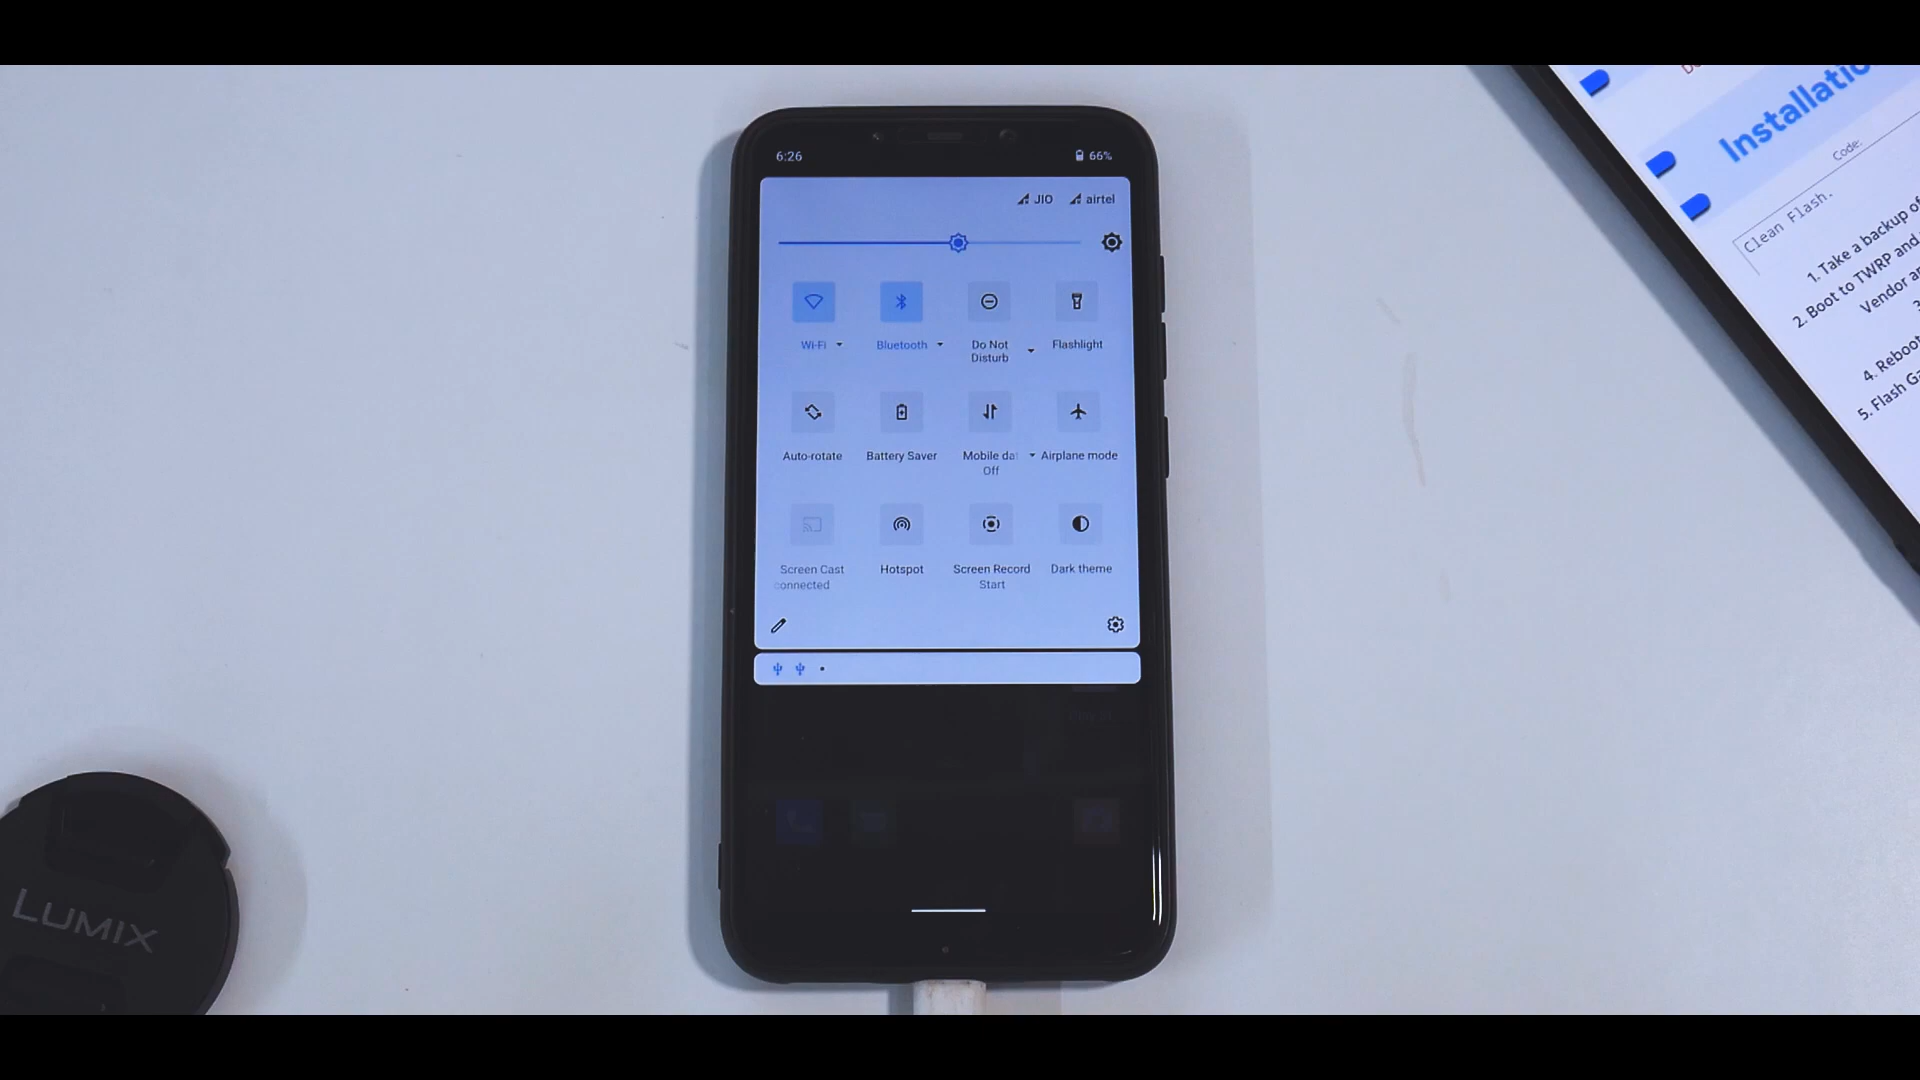 6:26
66%
JIO
airtel
Wi-Fi
Bluetooth
Do Not
Disturb
Flashlight
Auto-rotate
Battery Saver
Mobile da
Off
Airplane mode
Screen Cast
connected
Hotspot
Screen Record
Start
Dark theme
LUMIX
Installatio
Code:
Clean Flash.
1. Take a backup of
2. Boot to TWRP and
Vendor
4. Reboot
5. Flash